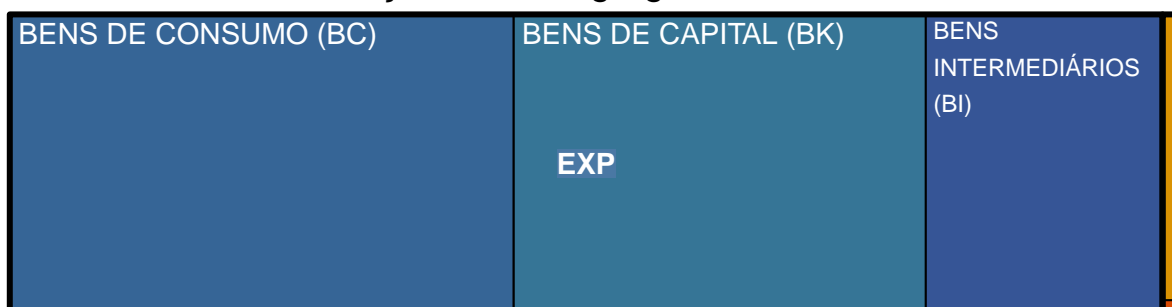 BENS DE CONSUMO (BC)
BENS DE CAPITAL (BK)
BENS
INTERMEDIÁRIOS
(BI)
EXP